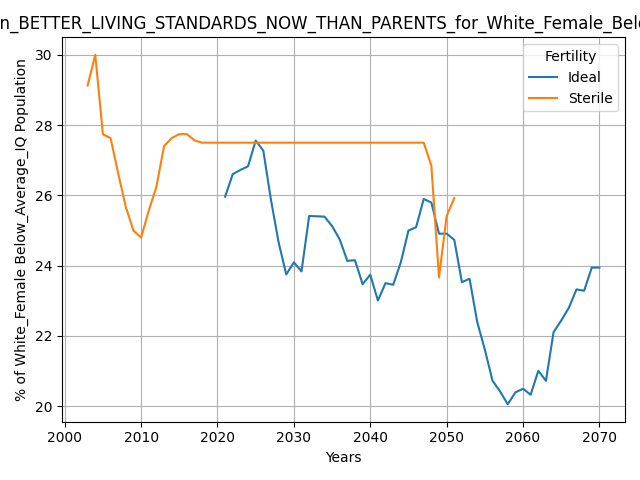 n_BETTER_LIVING_STANDARDS_NOW_THAN_PARENTS_for_White_Female_Belo
% of White_Female Below_Average_IQ Population
30
28
26
24
22
20
Fertility
Ideal
Sterile
2000 2010 2020 2030 2040 2050 2060 2070
Years